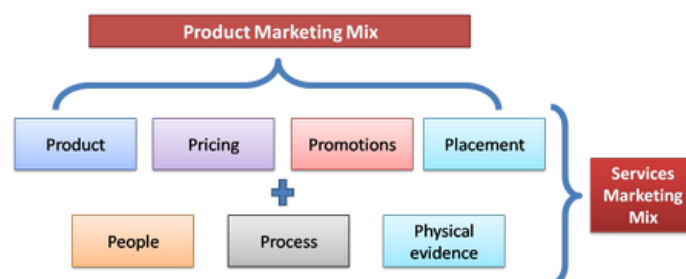 Product Marketing Mix
Product
Pricing
Promotions
Placement
Services
Marketing
Mix
People
Process
Physical
evidence